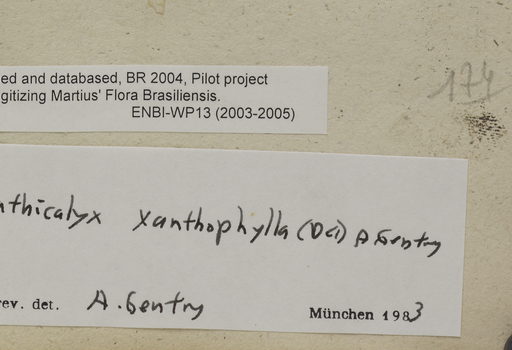 ed and databased, BR 2004, Pilot project
gitizing Martius' Flora Brasiliensis.
ENBI-WP13 (2003-2005)
174
nthicalyx xanthophylla (DC) A Gentry
rev. det. A. Gentry München 1983